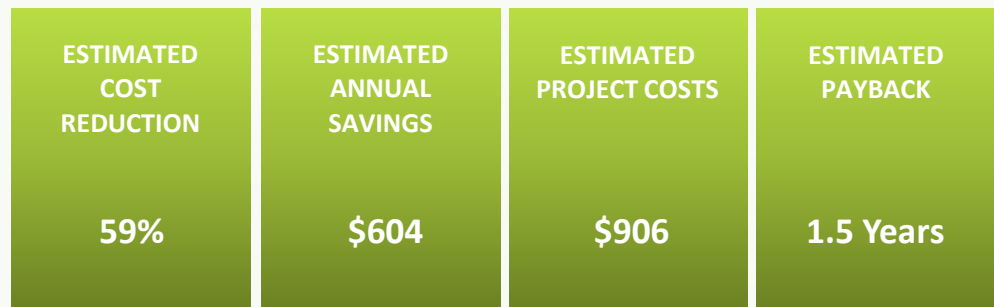 ESTIMATED
COST
REDUCTION
59%
ESTIMATED
ANNUAL
SAVINGS
$604
ESTIMATED
PROJECT COSTS
$906
ESTIMATED
PAYBACK
1.5 Years